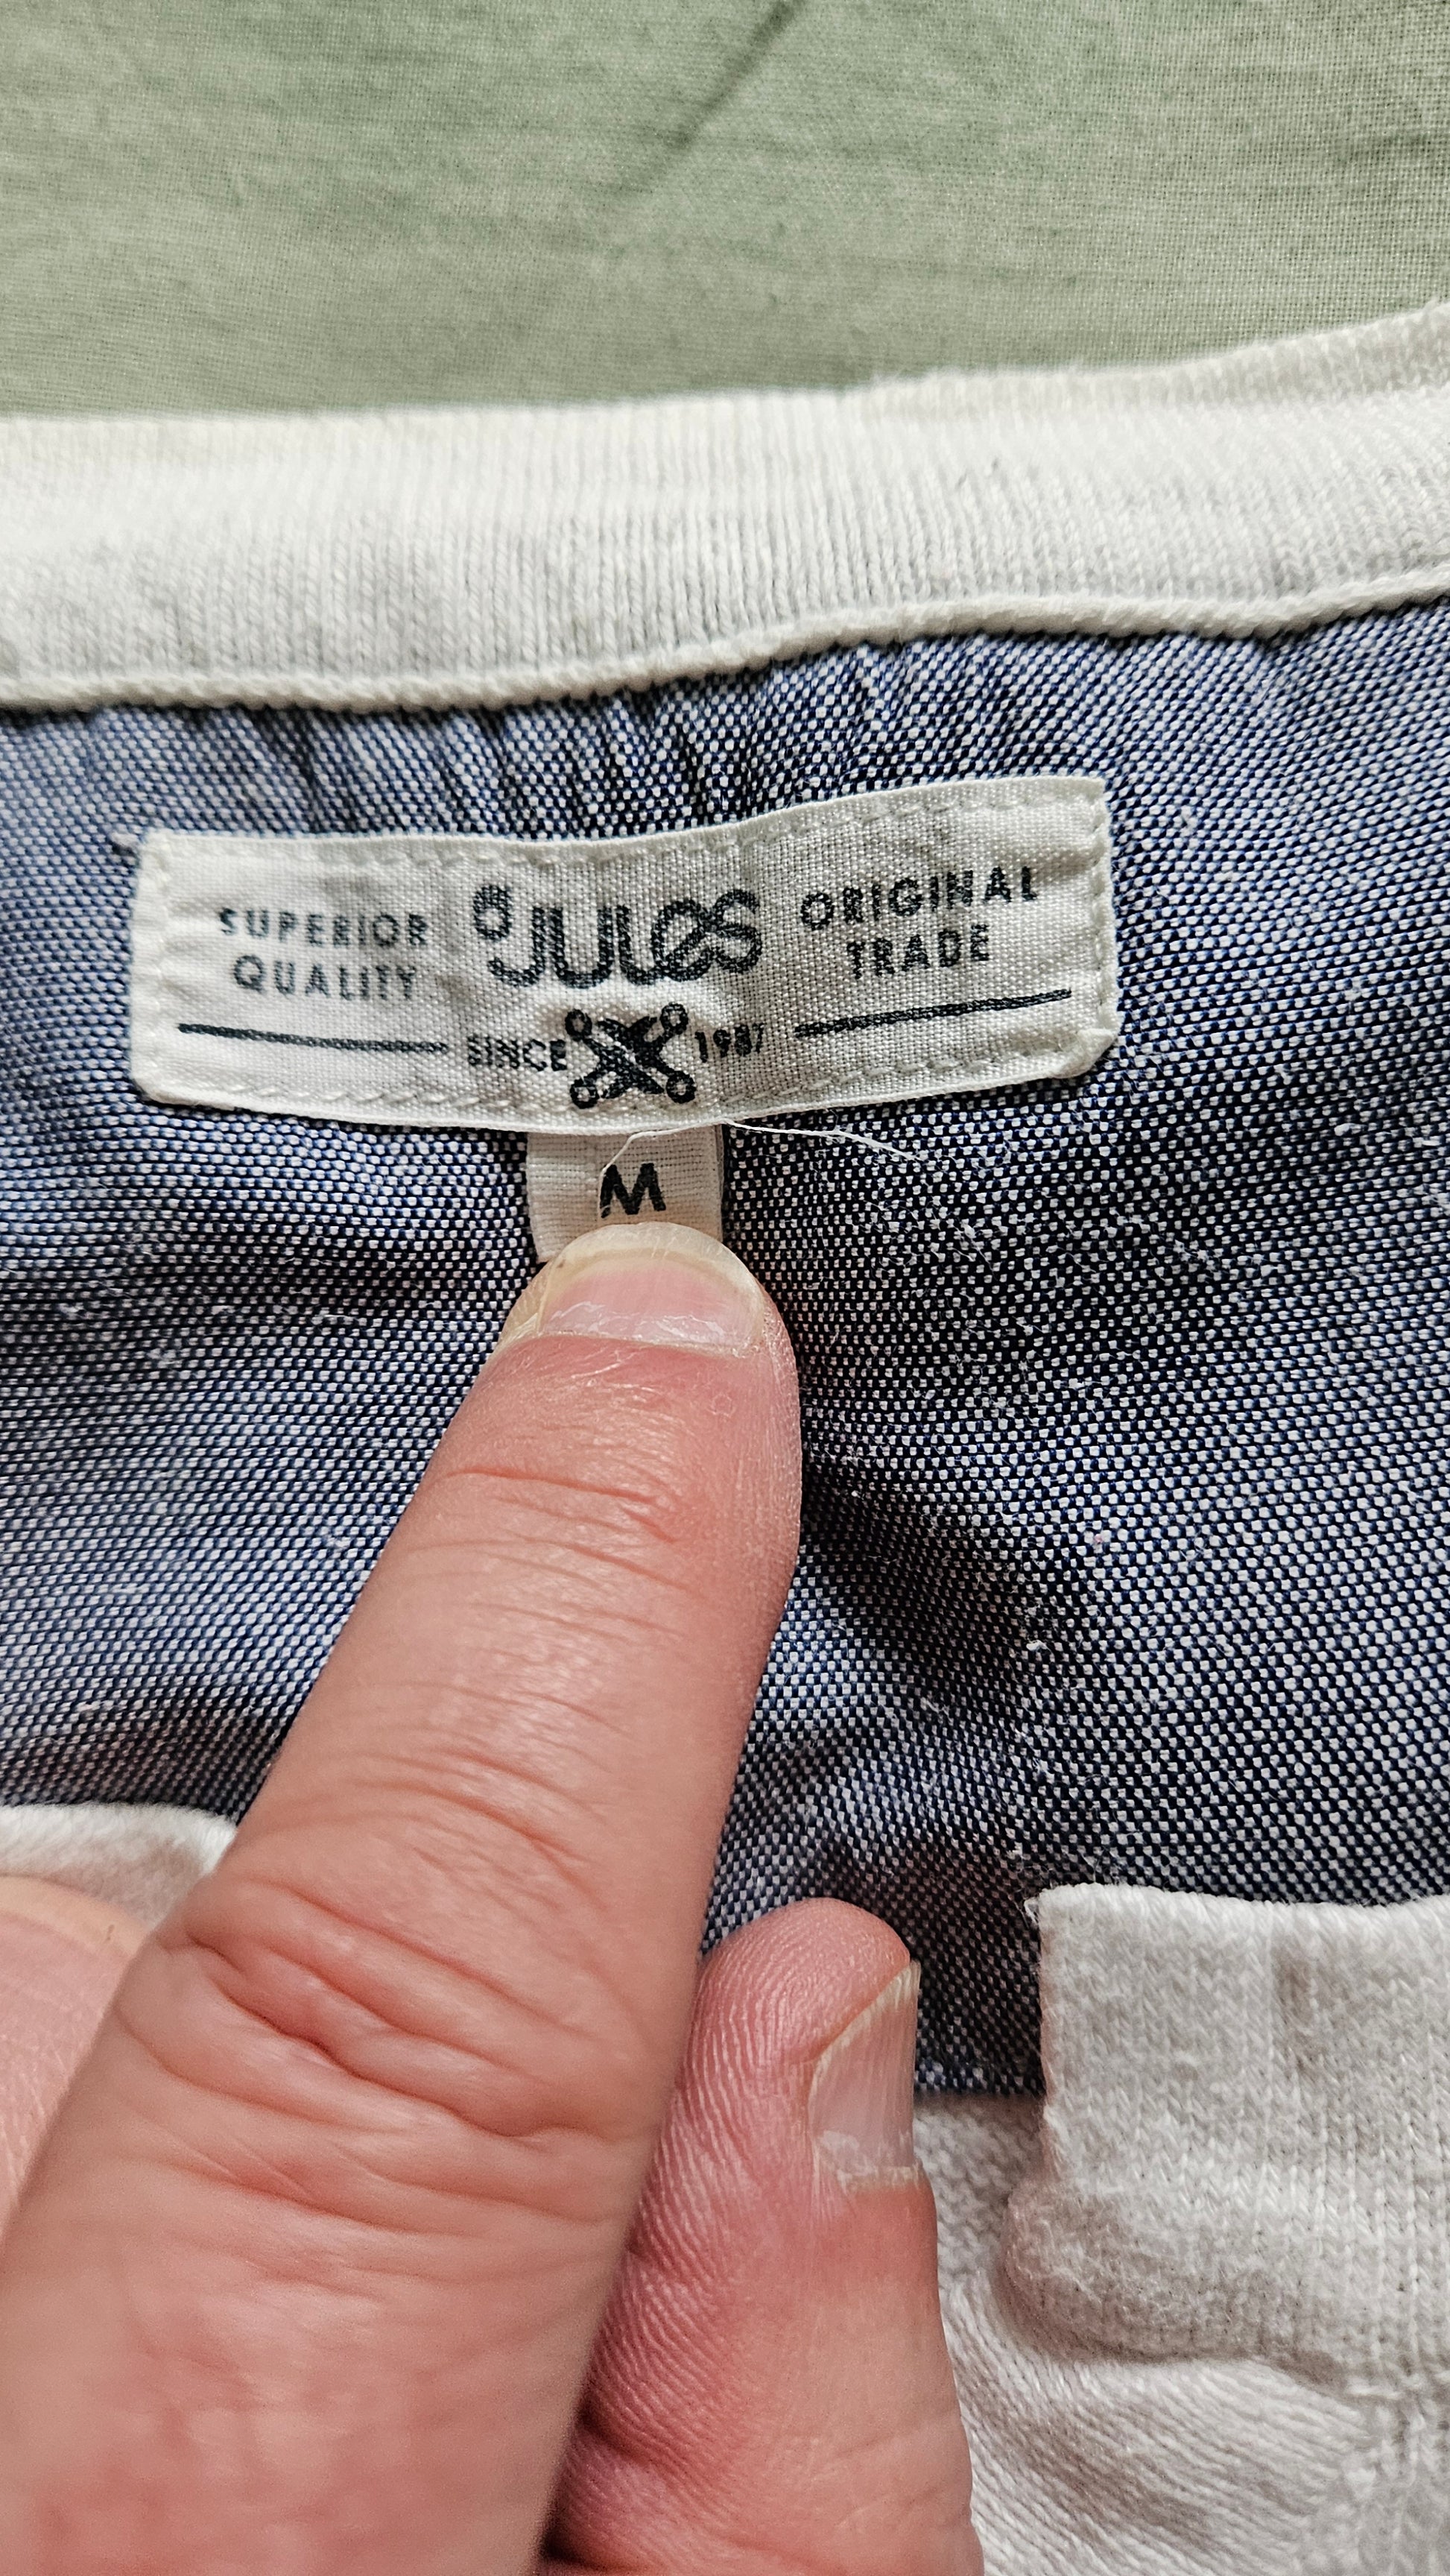 SUPERIOR
QUALITY
JULES
ORIGINAL
TRADE
SINCE 1987
M